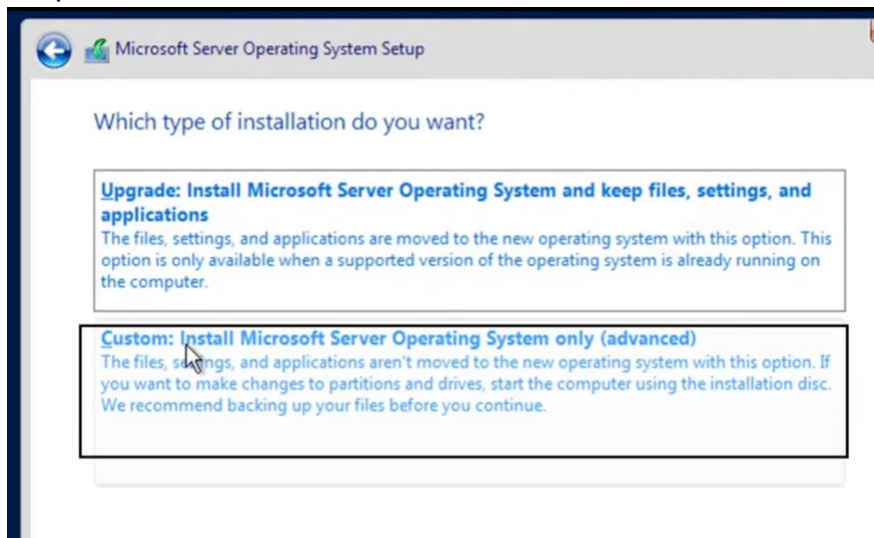 Microsoft Server Operating System Setup
Which type of installation do you want?
Upgrade: Install Microsoft Server Operating System and keep files, settings, and
applications
The files, settings, and applications are moved to the new operating system with this option. This
option is only available when a supported version of the operating system is already running on
the computer.
Custom: Install Microsoft Server Operating System only (advanced)
The files, settings, and applications aren't moved to the new operating system with this option. If
you want to make changes to partitions and drives, start the computer using the installation disc.
We recommend backing up your files before you continue.